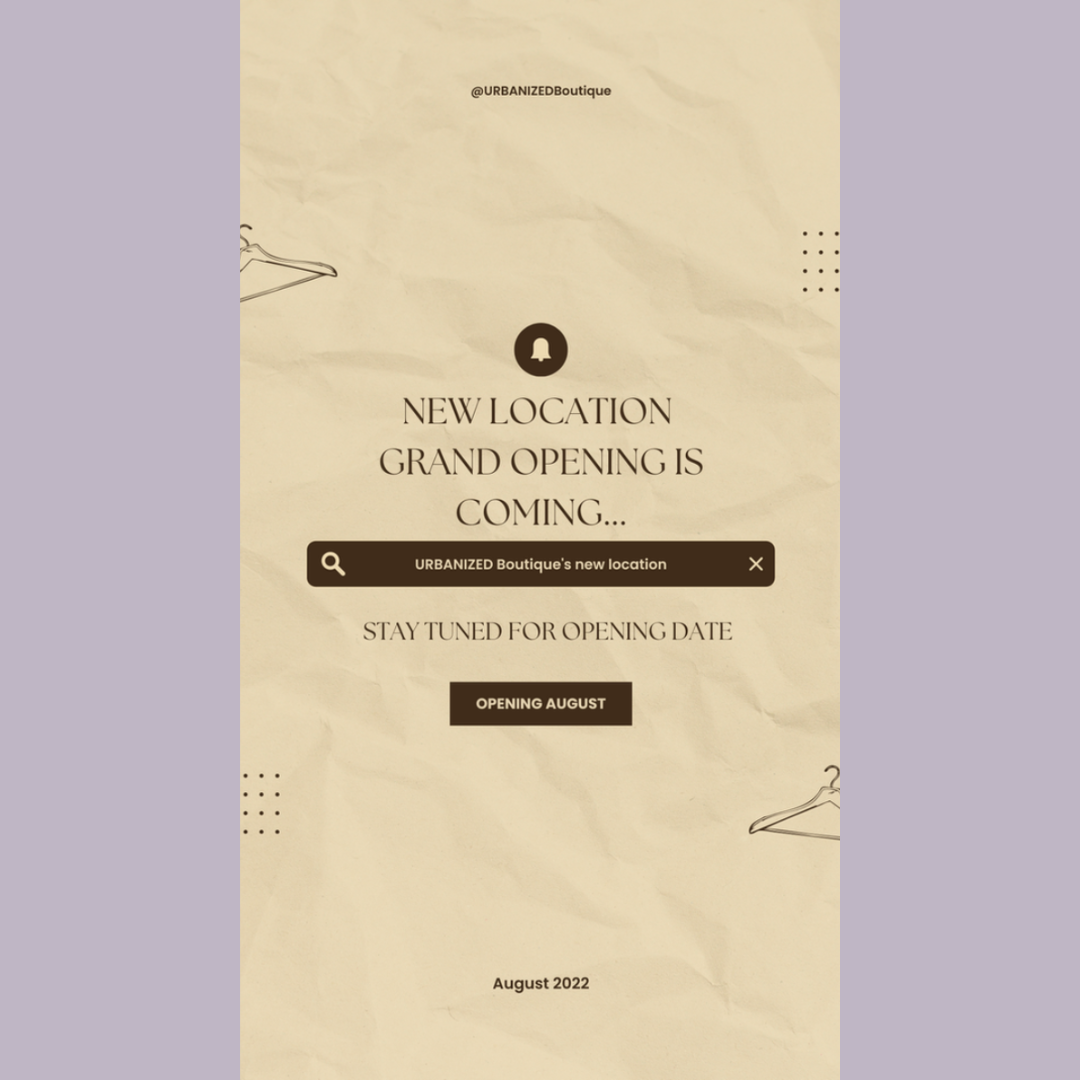 @URBANIZEDBoutique
NEW LOCATION
GRAND OPENING IS
COMING...
URBANIZED Boutique's new location
STAY TUNED FOR OPENING DATE
OPENING AUGUST
August 2022